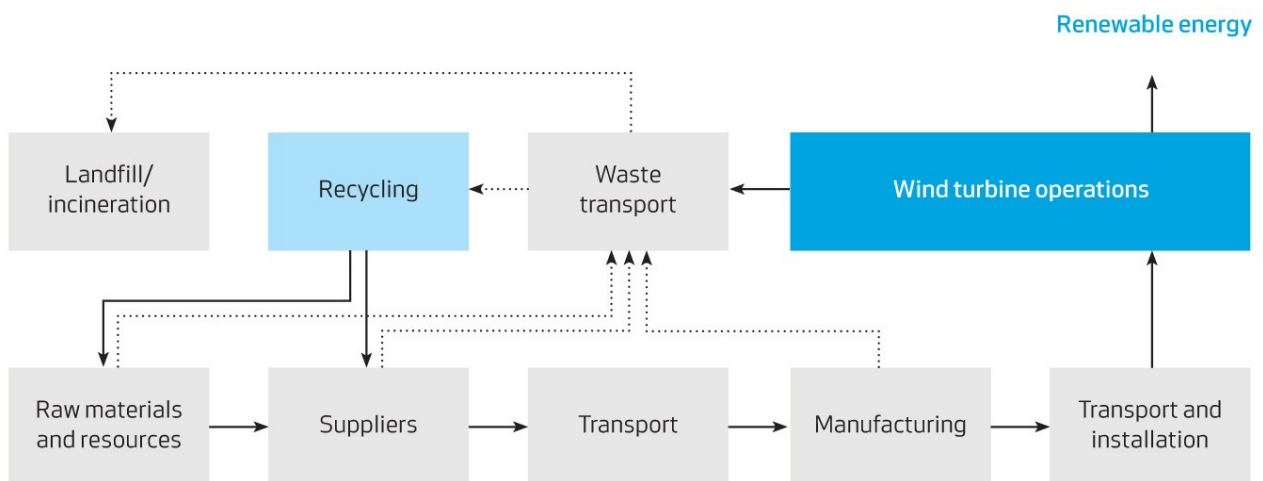 Renewable energy
Landfill/
incineration
Recycling
Waste
transport
Wind turbine operations
Raw materials
and resources
Suppliers
Transport
Manufacturing
Transport and
installation